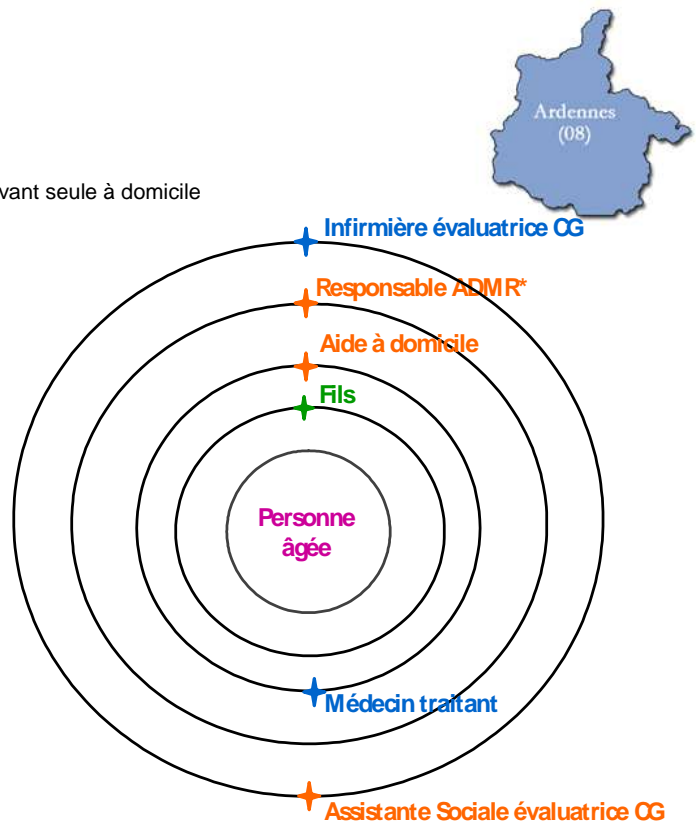 Ardennes
(08)
vant seule à domicile
Infirmière évaluatrice CG
Responsable ADMR*
Aide à domicile
Fils
Personne
âgée
Médecin traitant
Assistante Sociale évaluatrice CG